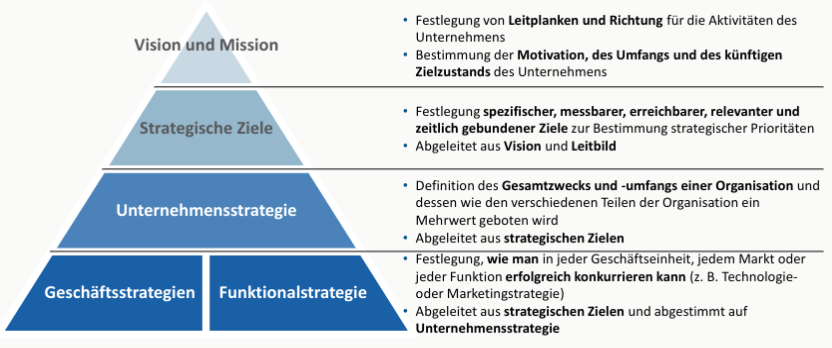 Vision und Mission
• Festlegung von Leitplanken und Richtung für die Aktivitäten des
Unternehmens
• Bestimmung der Motivation, des Umfangs und des künftigen
Zielzustands des Unternehmens
Strategische Ziele
• Festlegung spezifischer, messbarer, erreichbarer, relevanter und
zeitlich gebundener Ziele zur Bestimmung strategischer Prioritäten
• Abgeleitet aus Vision und Leitbild
Unternehmensstrategie
• Definition des Gesamtzwecks und -umfangs einer Organisation und
dessen wie den verschiedenen Teilen der Organisation ein
Mehrwert geboten wird
• Abgeleitet aus strategischen Zielen
Geschäftsstrategien
Funktionalstrategie
• Festlegung, wie man in jeder Geschäftseinheit, jedem Markt oder
jeder Funktion erfolgreich konkurrieren kann (z. B. Technologie-
oder Marketingstrategie)
• Abgeleitet aus strategischen Zielen und abgestimmt auf
Unternehmensstrategie